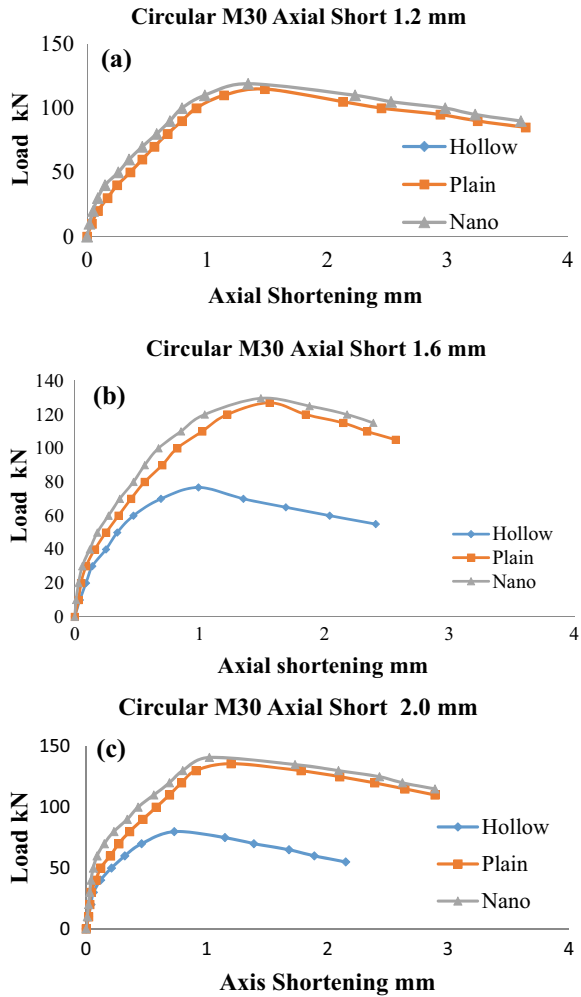 Circular M30 Axial Short 1.2 mm
(a)
150
100
50
0
0 1 2 3 4
Load kN
Axial Shortening mm
Hollow
Plain
Nano
Circular M30 Axial Short 1.6 mm
(b)
140
120
100
80
60
40
20
0
0 1 2 3 4
Load kN
Axial shortening mm
Hollow
Plain
Nano
Circular M30 Axial Short 2.0 mm
(c)
150
100
50
0
0 1 2 3 4
Load kN
Axis Shortening mm
Hollow
Plain
Nano